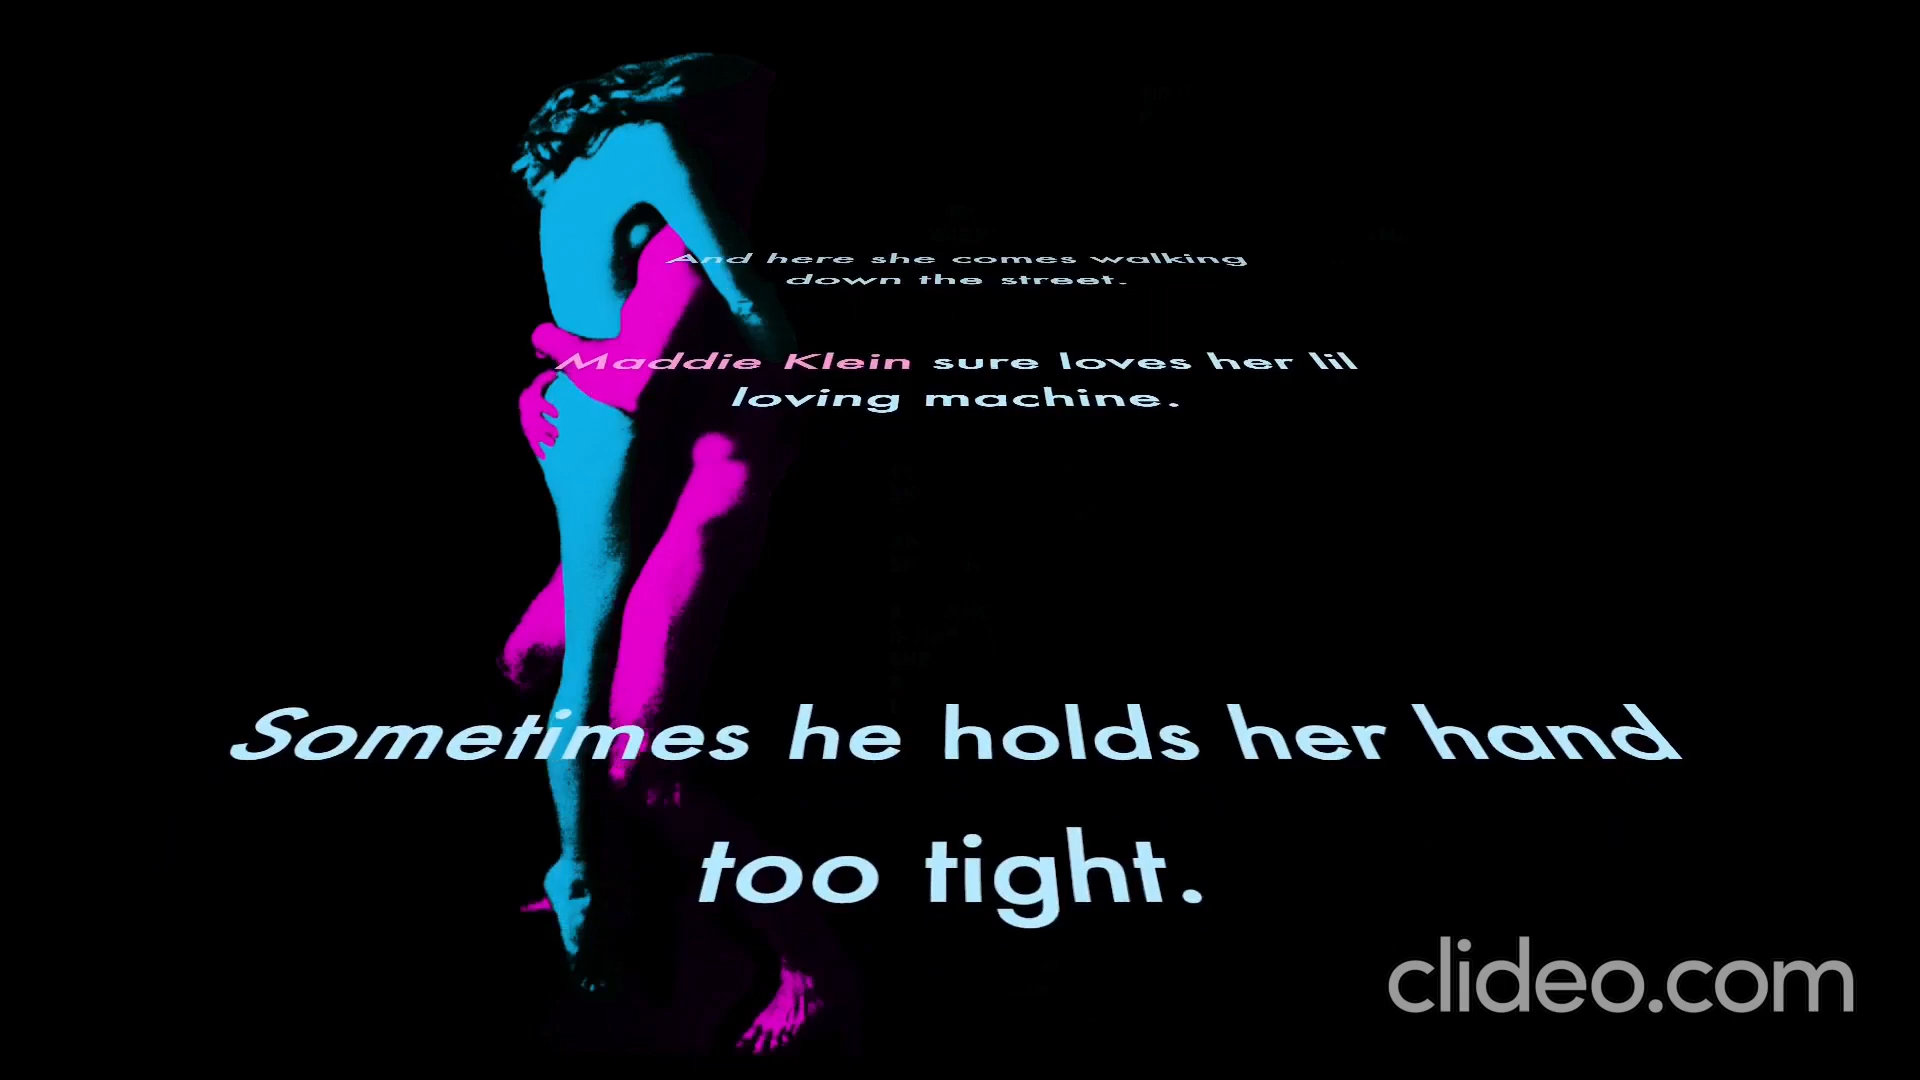 And here she comes walking
down the street.
Maddie Klein sure loves her lil
loving machine.
Sometimes he holds her hand
too tight.
clideo.com